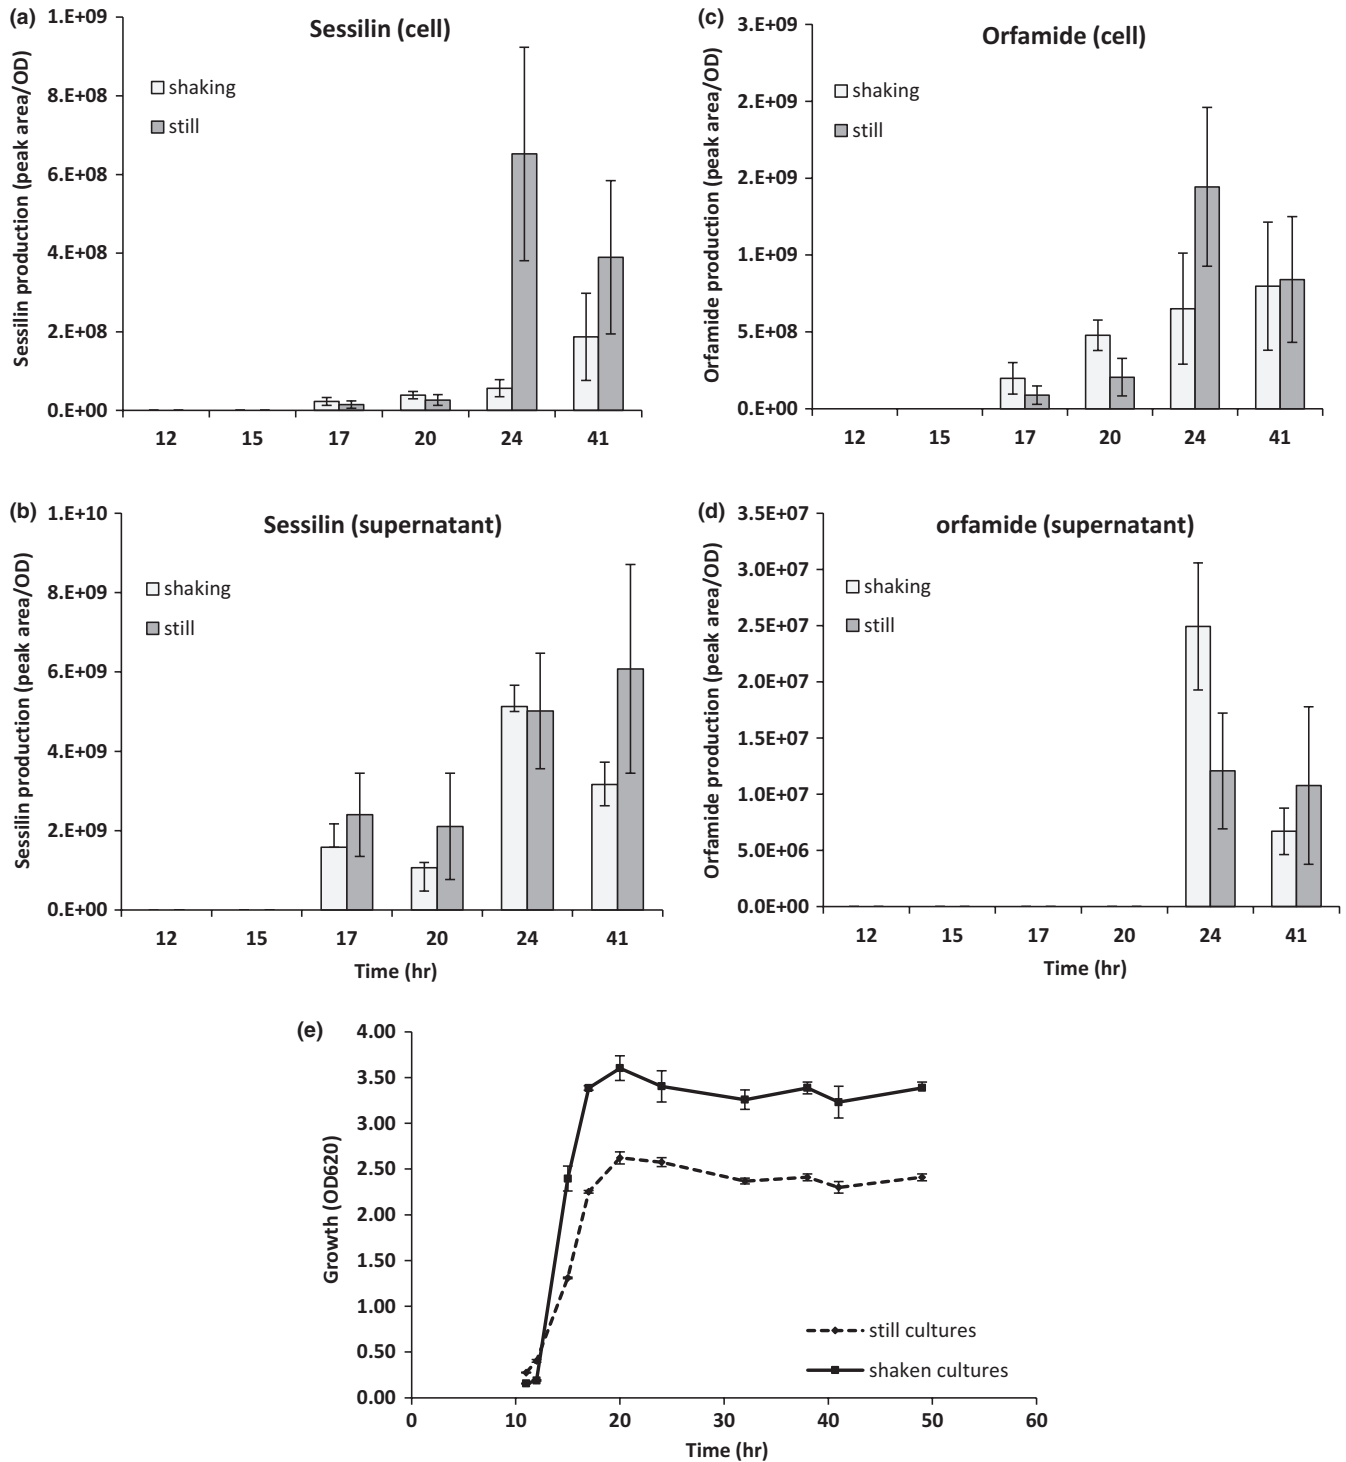 (a)
Sessilin (cell)
Sessilin production (peak area/OD)
1.E+09
8.E+08
6.E+08
4.E+08
2.E+08
0.E+00
shaking
still
12 15 17 20 24 41
(c)
Orfamide (cell)
Orfamide production (peak area/OD)
3.E+09
2.E+09
2.E+09
1.E+09
5.E+08
0.E+00
shaking
still
12 15 17 20 24 41
(b)
Sessilin (supernatant)
Sessilin production (peak area/OD)
1.E+10
8.E+09
6.E+09
4.E+09
2.E+09
0.E+00
shaking
still
12 15 17 20 24 41
Time (hr)
(d)
orfamide (supernatant)
Orfamide production (peak area/OD)
3.5E+07
3.0E+07
2.5E+07
2.0E+07
1.5E+07
1.0E+07
5.0E+06
0.0E+00
shaking
still
12 15 17 20 24 41
Time (hr)
(e)
Growth (OD620)
4.00
3.50
3.00
2.50
2.00
1.50
1.00
0.50
0.00
still cultures
shaken cultures
0 10 20 30 40 50 60
Time (hr)